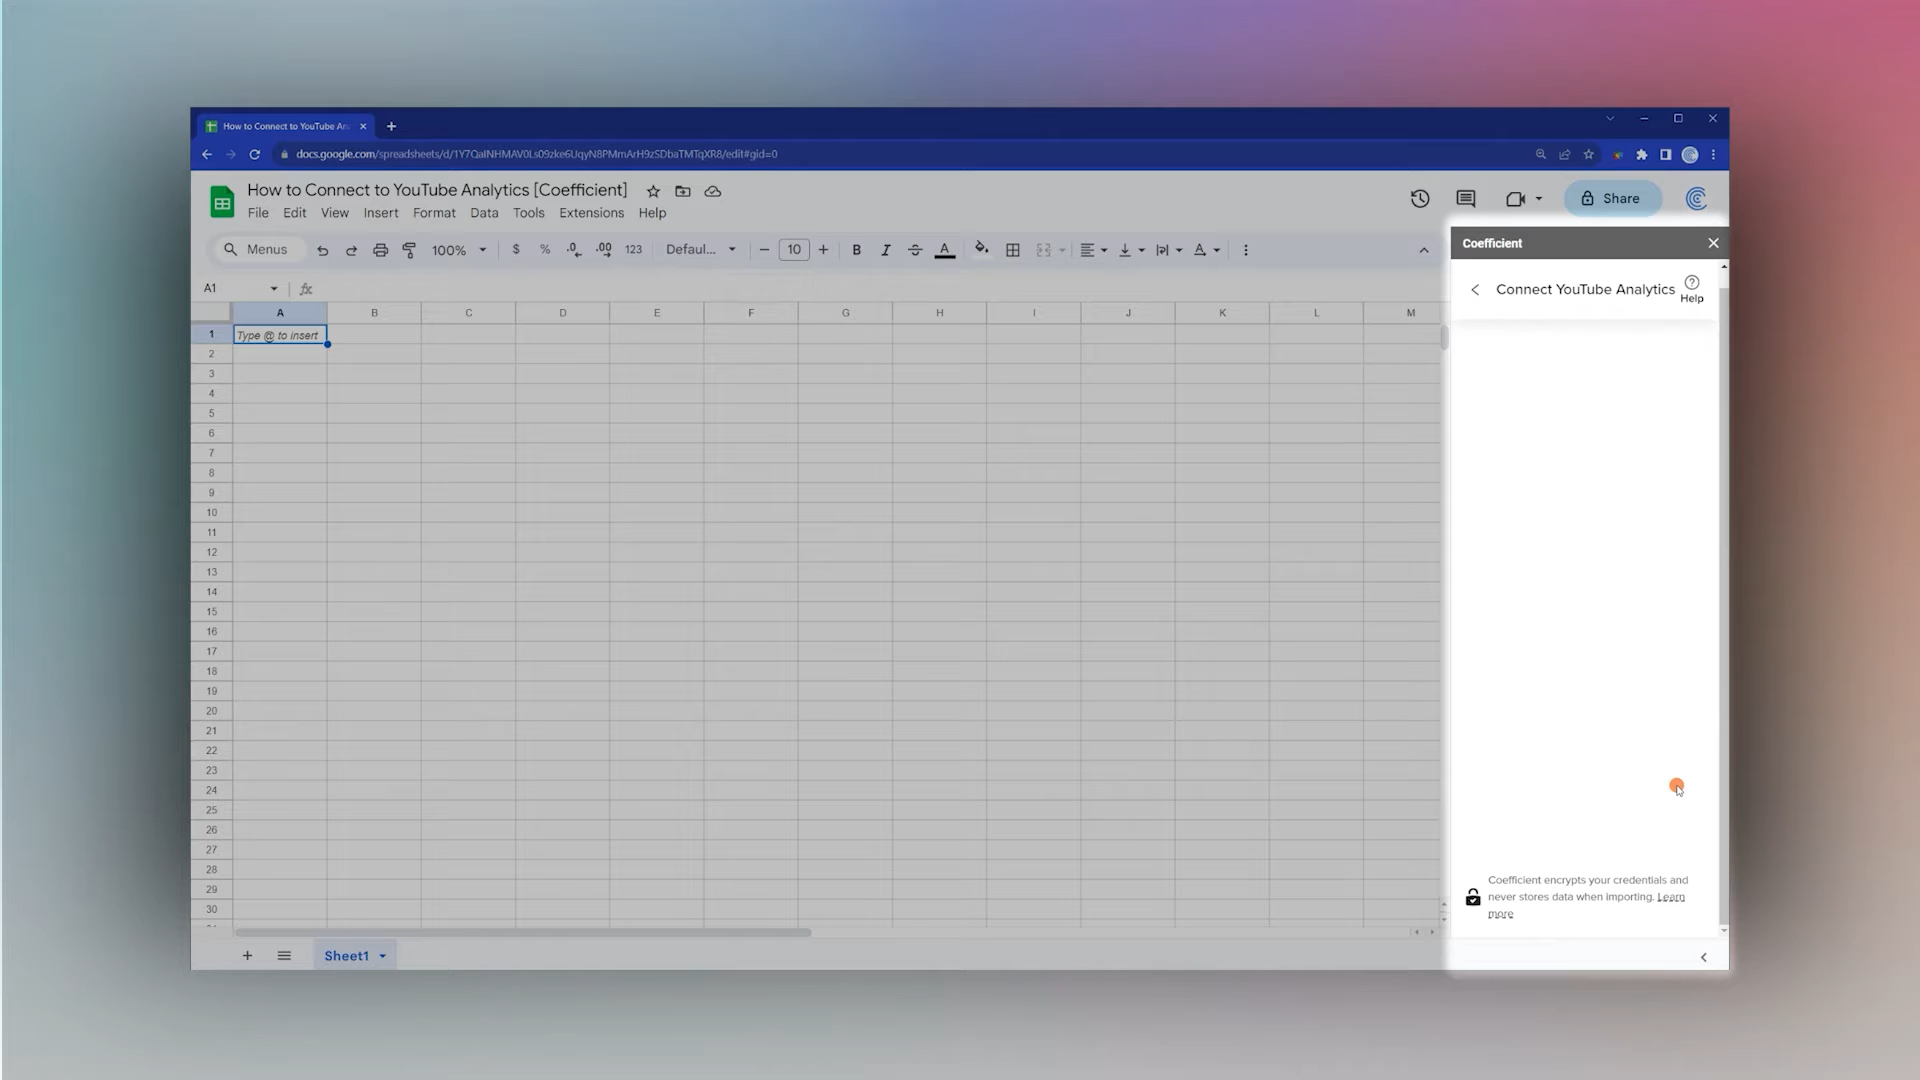 How to Connect to YouTube An
docs.google.com/spreadsheets/d/1Y7QaINHMAV0Ls09zke6UqyN8PMmArH9zSDbaTMTqXR8/edit#gid=0
How to Connect to YouTube Analytics [Coefficient]
File Edit View Insert Format Data Tools Extensions Help
Share
Menus 100% $ % .0 .00 123 Defaul... 10 B I A
A1 fx
A B C D E F G H I J K L M
1 Type @ to insert
2
3
4
5
6
7
8
9
10
11
12
13
14
15
16
17
18
19
20
21
22
23
24
25
26
27
28
29
30
Sheet1
Coefficient
Connect YouTube Analytics
Help
Coefficient encrypts your credentials and
never stores data when importing. Learn
more